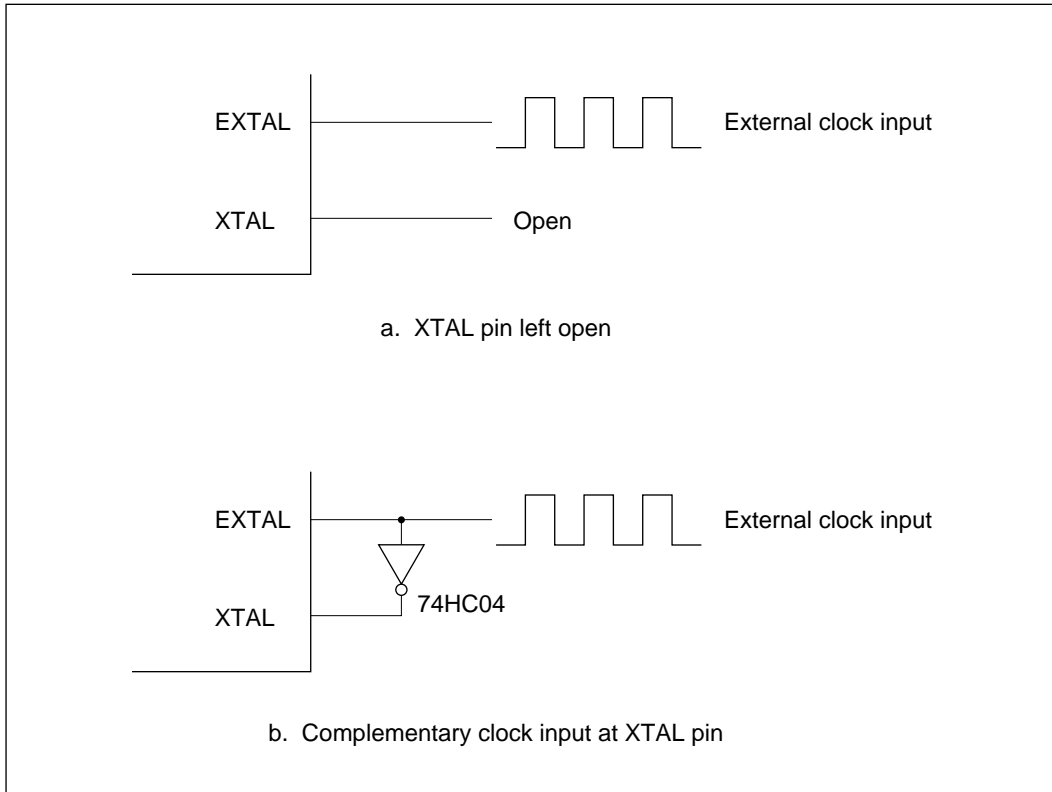 EXTAL
External clock input
XTAL
Open
a. XTAL pin left open
EXTAL
External clock input
74HC04
XTAL
b. Complementary clock input at XTAL pin